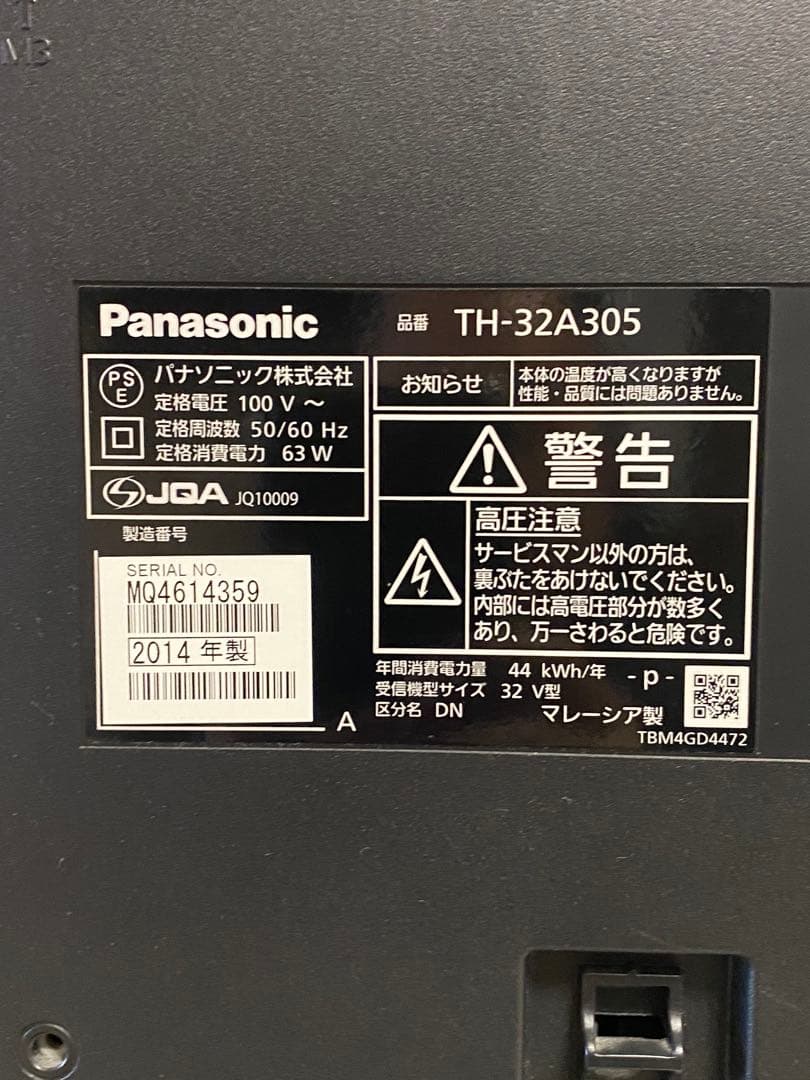 M3
Panasonic 品番 TH-32A305
PS
E
パナソニック株式会社
定格電圧 100 V ～
定格周波数 50/60 Hz
定格消費電力 63 W
JQA JQ10009
製造番号
SERIAL NO.
MQ4614359
2014 年製
A
お知らせ
本体の温度が高くなりますが
性能・品質には問題ありません。
警告
高圧注意
サービスマン以外の方は、
裏ぶたをあけないでください。
内部には高電圧部分が数多く
あり、万一さわると危険です。
年間消費電力量 44 kWh/年 - p -
受信機型サイズ 32 V型
区分名 DN マレーシア製
TBM4GD4472